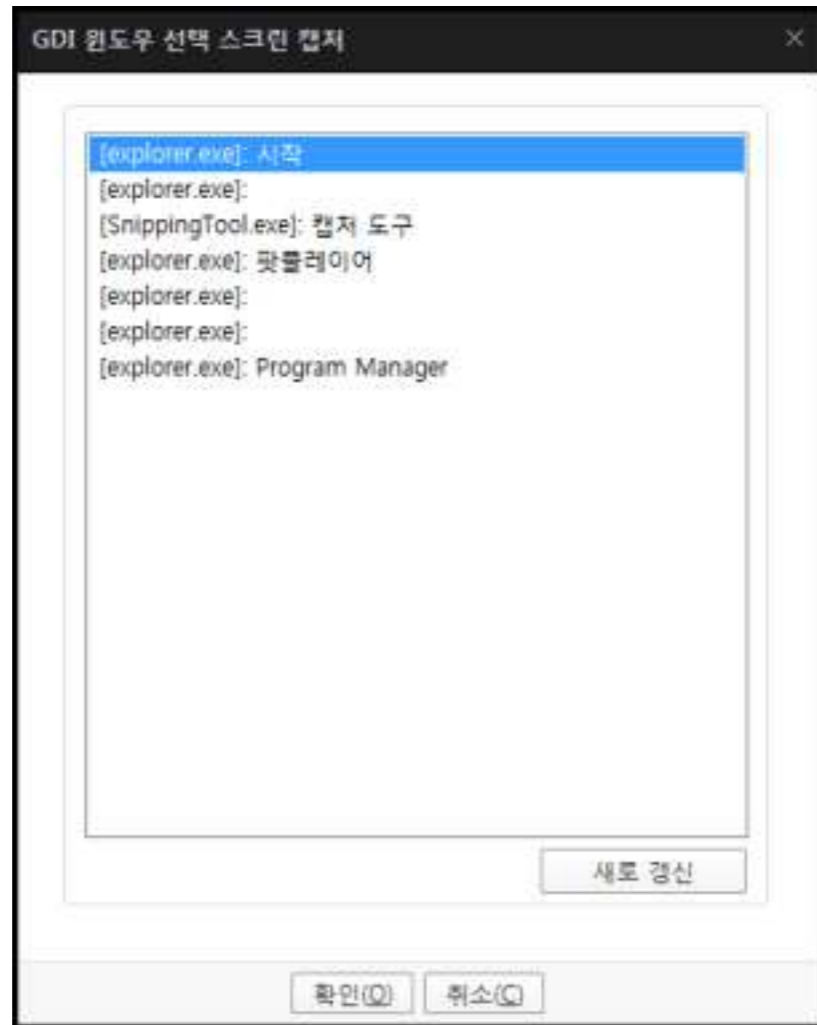 GDI 윈도우 선택 스크린 캡처
[explorer.exe]: 시작
[explorer.exe]:
[SnippingTool.exe]: 캡처 도구
[explorer.exe]: 팟플레이어
[explorer.exe]:
[explorer.exe]:
[explorer.exe]: Program Manager
새로 갱신
확인(O) 취소(C)